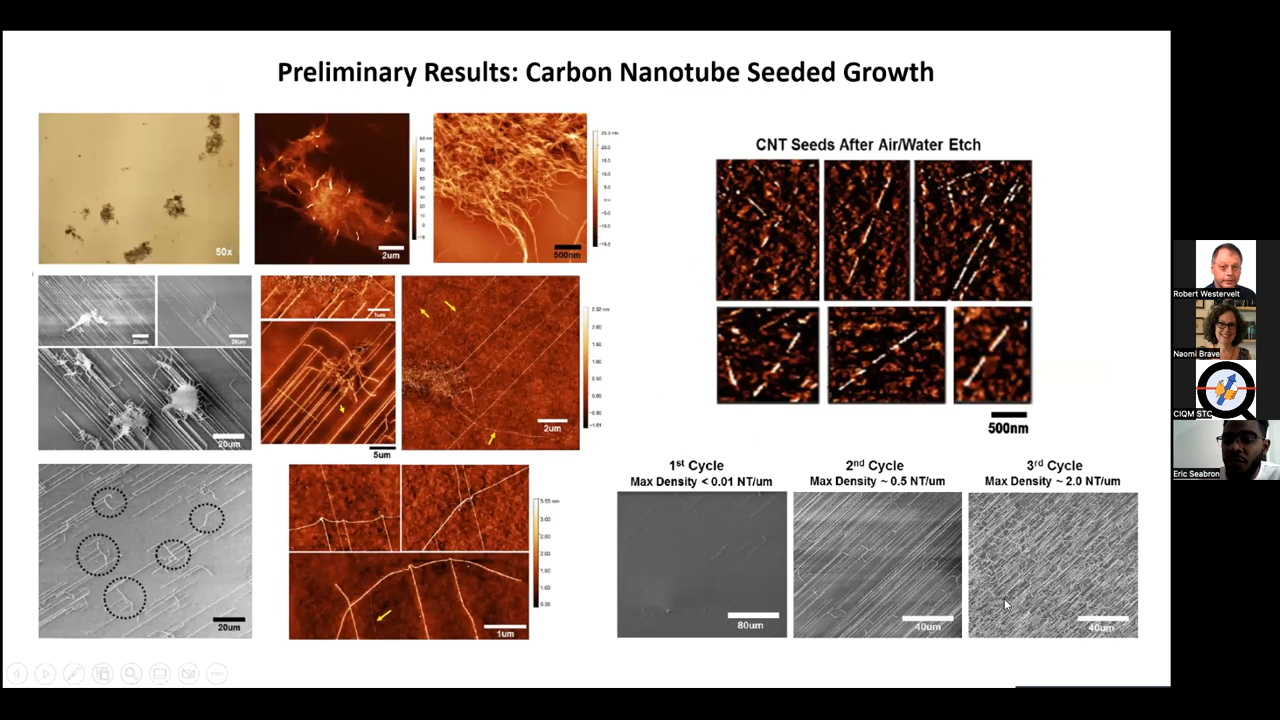 Preliminary Results: Carbon Nanotube Seeded Growth
50x
2um
500nm
20um
20um
20um
1um
5um
2um
20um
1um
CNT Seeds After Air/Water Etch
500nm
1st Cycle
Max Density < 0.01 NT/um
80um
2nd Cycle
Max Density ~ 0.5 NT/um
40um
3rd Cycle
Max Density ~ 2.0 NT/um
40um
Robert Westervelt
Naomi Brave
CIQM STC
Eric Seabron